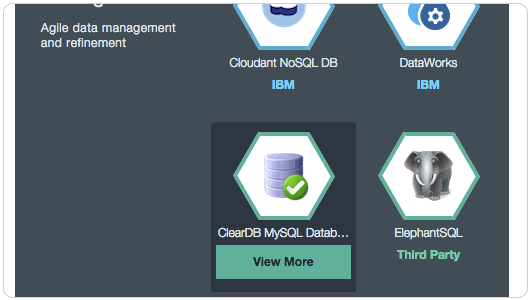 Agile data management
and refinement
Cloudant NoSQL DB
IBM
DataWorks
IBM
ClearDB MySQL Datab...
View More
ElephantSQL
Third Party